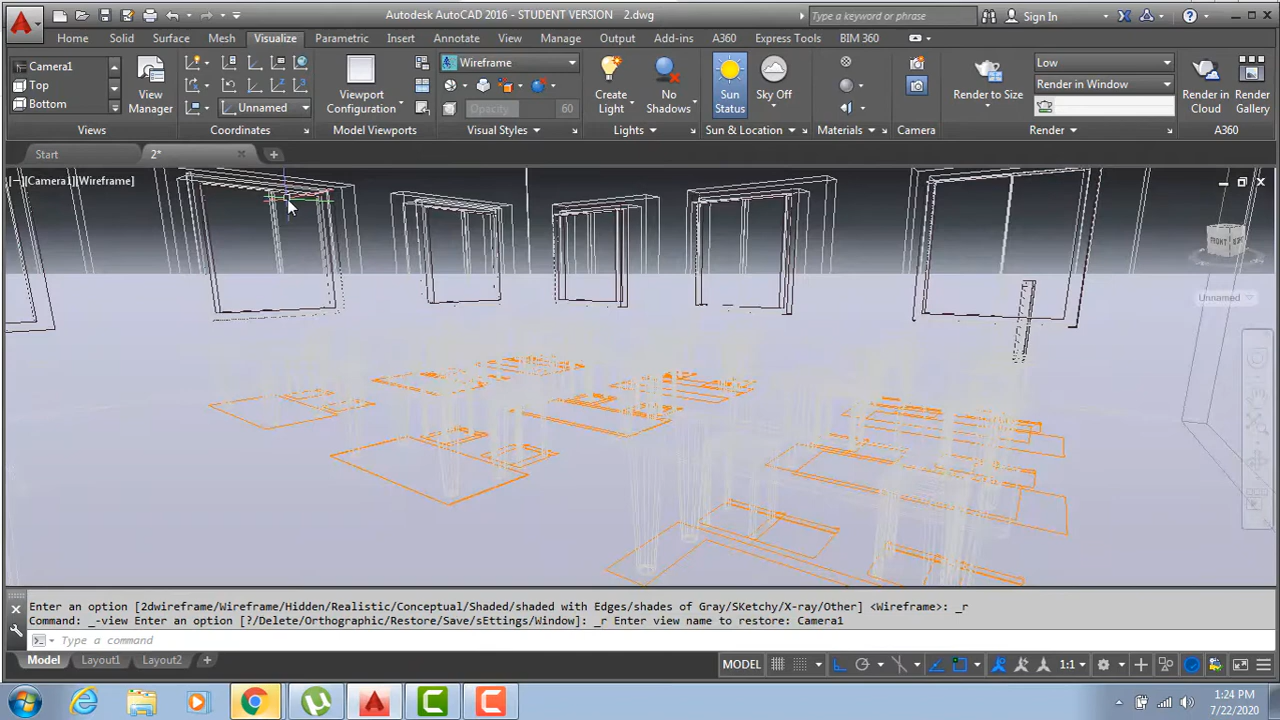 Autodesk AutoCAD 2016 - STUDENT VERSION 2.dwg
Type a keyword or phrase
Sign In
Home Solid Surface Mesh Visualize Parametric Insert Annotate View Manage Output Add-ins A360 Express Tools BIM 360
Camera1
Top
Bottom
View
Manager
Unnamed
Viewport
Configuration
Wireframe
Opacity 60
Create
Light
No
Shadows
Sun
Status
Sky Off
Low
Render to Size
Render in Window
Render in
Cloud
Render
Gallery
Views Coordinates Model Viewports Visual Styles Lights Sun & Location Materials Camera Render A360
Start 2*
[−][Camera1][Wireframe]
FRONT
Unnamed
Enter an option [2dwireframe/Wireframe/Hidden/Realistic/Conceptual/Shaded/shaded with Edges/shades of Gray/SKetchy/X-ray/Other] <Wireframe>: _r
Command: _-view Enter an option [?/Delete/Orthographic/Restore/Save/sEttings/Window]: _r Enter view name to restore: Camera1
Type a command
Model Layout1 Layout2 +
MODEL 1:1
1:24 PM
7/22/2020